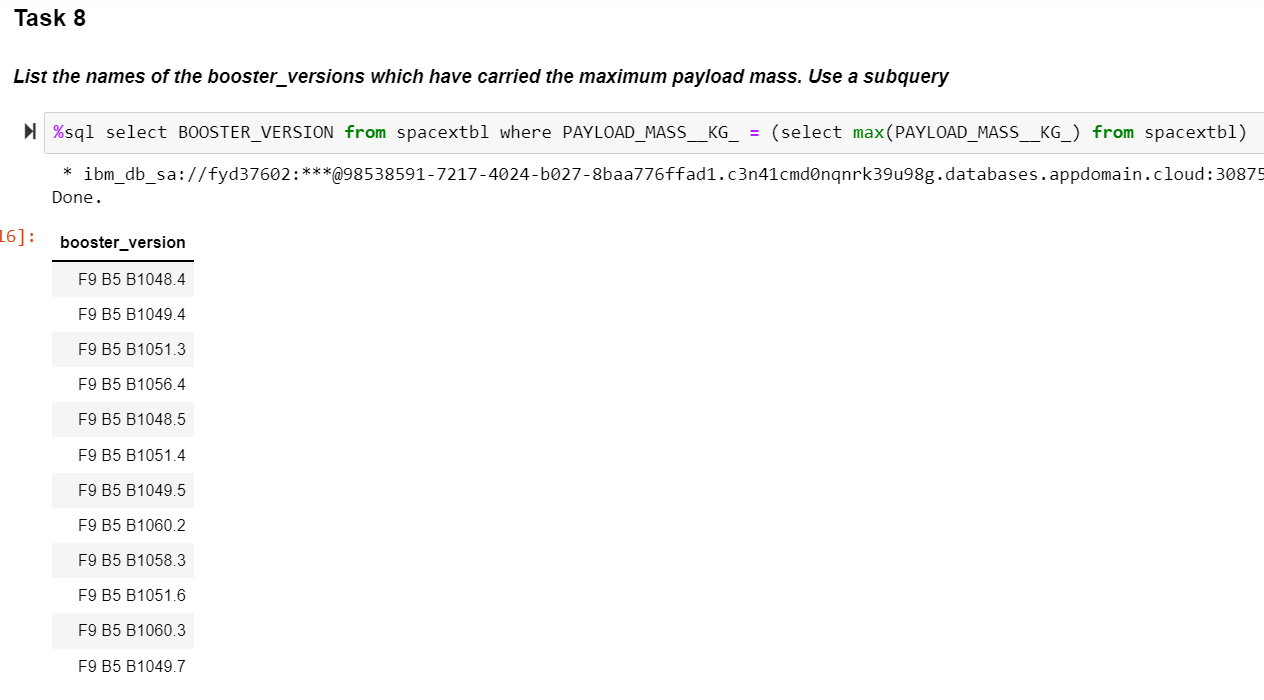 Task 8
List the names of the booster_versions which have carried the maximum payload mass. Use a subquery
%sql select BOOSTER_VERSION from spacextbl where PAYLOAD_MASS__KG_ = (select max(PAYLOAD_MASS__KG_) from spacextbl)
* ibm_db_sa://fyd37602:***@98538591-7217-4024-b027-8baa776ffad1.c3n41cmd0nqnrk39u98g.databases.appdomain.cloud:30875
Done.
16]:
booster_version
F9 B5 B1048.4
F9 B5 B1049.4
F9 B5 B1051.3
F9 B5 B1056.4
F9 B5 B1048.5
F9 B5 B1051.4
F9 B5 B1049.5
F9 B5 B1060.2
F9 B5 B1058.3
F9 B5 B1051.6
F9 B5 B1060.3
F9 B5 B1049.7